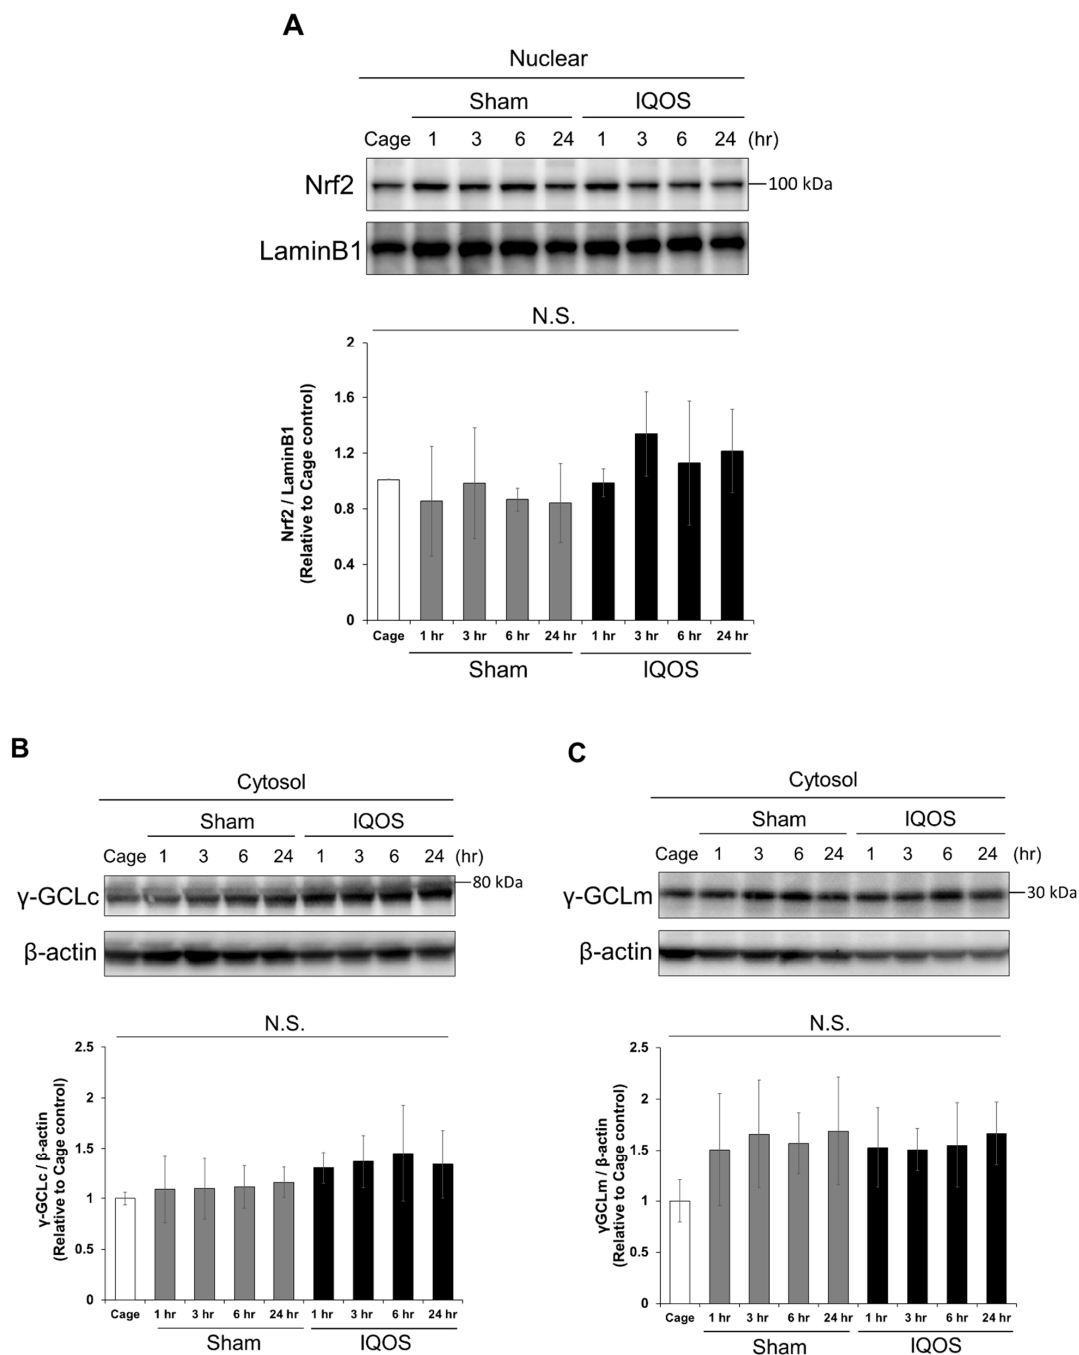 A
Nuclear
Sham IQOS
Cage 1 3 6 24 1 3 6 24 (hr)
Nrf2 100 kDa
LaminB1
N.S.
Nrf2 / LaminB1
(Relative to Cage control)
2
1.6
1.2
0.8
0.4
0
Cage 1 hr 3 hr 6 hr 24 hr 1 hr 3 hr 6 hr 24 hr
Sham IQOS
B
Cytosol
Sham IQOS
Cage 1 3 6 24 1 3 6 24 (hr)
γ-GCLc 80 kDa
β-actin
N.S.
γ-GCLc / β-actin
(Relative to Cage control)
2.5
2
1.5
1
0.5
0
Cage 1 hr 3 hr 6 hr 24 hr 1 hr 3 hr 6 hr 24 hr
Sham IQOS
C
Cytosol
Sham IQOS
Cage 1 3 6 24 1 3 6 24 (hr)
γ-GCLm 30 kDa
β-actin
N.S.
γGCLm / β-actin
(Relative to Cage control)
2.5
2
1.5
1
0.5
0
Cage 1 hr 3 hr 6 hr 24 hr 1 hr 3 hr 6 hr 24 hr
Sham IQOS